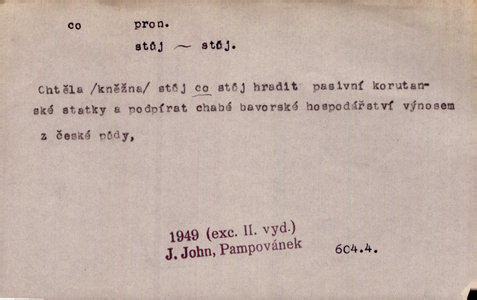 co pron.
stůj ~ stůj.
Chtěla /kněžna/ stůj co stůj hradit pasivní korutan-
ské statky a podpírat chabé bavorské hospodářství výnosem
z české půdy,
1949 (exc. II. vyd.)
J. John, Pampovánek
604.4.